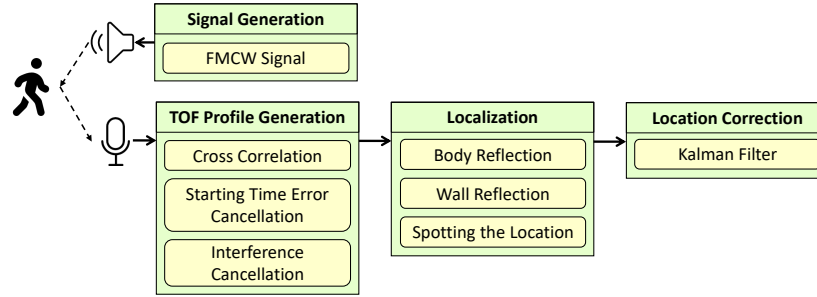 Signal Generation
FMCW Signal
TOF Profile Generation
Cross Correlation
Starting Time Error
Cancellation
Interference
Cancellation
Localization
Body Reflection
Wall Reflection
Spotting the Location
Location Correction
Kalman Filter